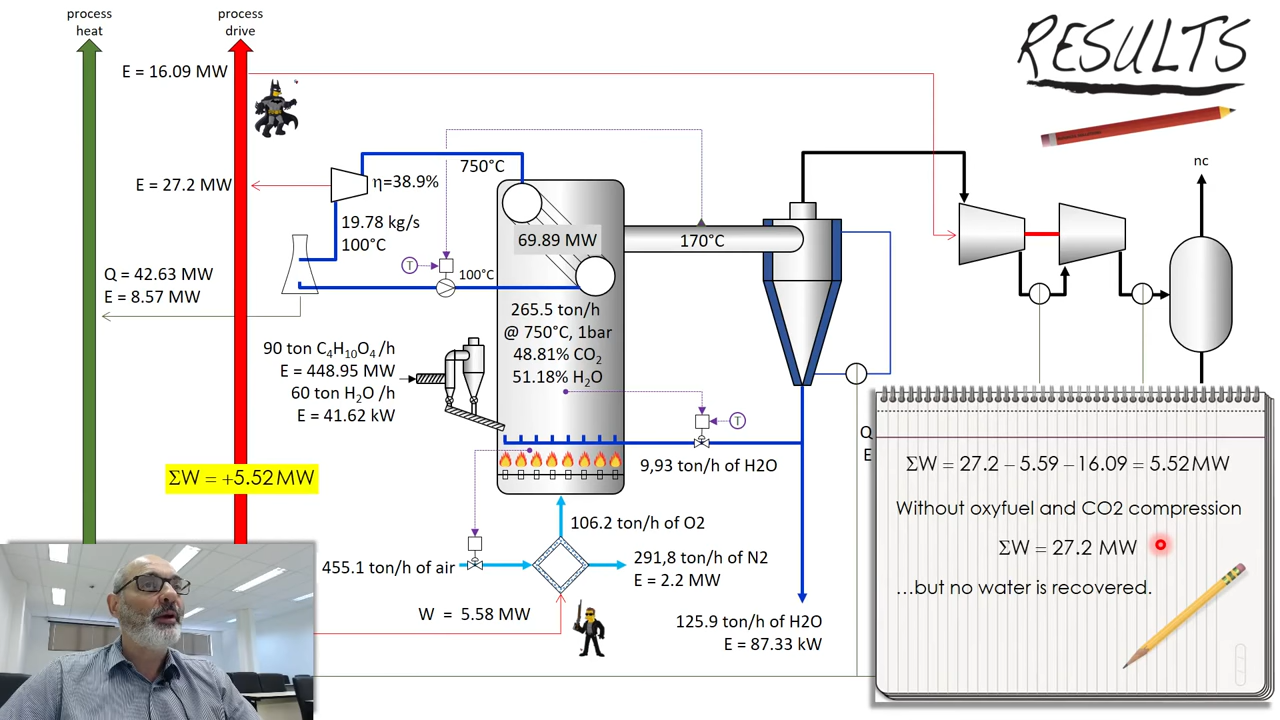 process
heat
process
drive
RESULTS
E = 16.09 MW
nc
750°C
E = 27.2 MW
η=38.9%
19.78 kg/s
100°C
69.89 MW
170°C
Q = 42.63 MW
E = 8.57 MW
T
100°C
265.5 ton/h
@ 750°C, 1bar
48.81% CO2
51.18% H2O
90 ton C4H10O4 /h
E = 448.95 MW
60 ton H2O /h
E = 41.62 kW
T
Q
E
9,93 ton/h of H2O
ΣW = +5.52 MW
ΣW = 27.2 – 5.59 – 16.09 = 5.52MW
Without oxyfuel and CO2 compression
ΣW = 27.2 MW
...but no water is recovered.
106.2 ton/h of O2
455.1 ton/h of air
291,8 ton/h of N2
E = 2.2 MW
W = 5.58 MW
125.9 ton/h of H2O
E = 87.33 kW